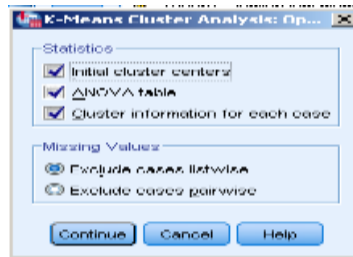 K-Means Cluster Analysis: Op...
Statistics
Initial cluster centers
ANOVA table
Cluster information for each case
Missing Values
Exclude cases listwise
Exclude cases pairwise
Continue Cancel Help